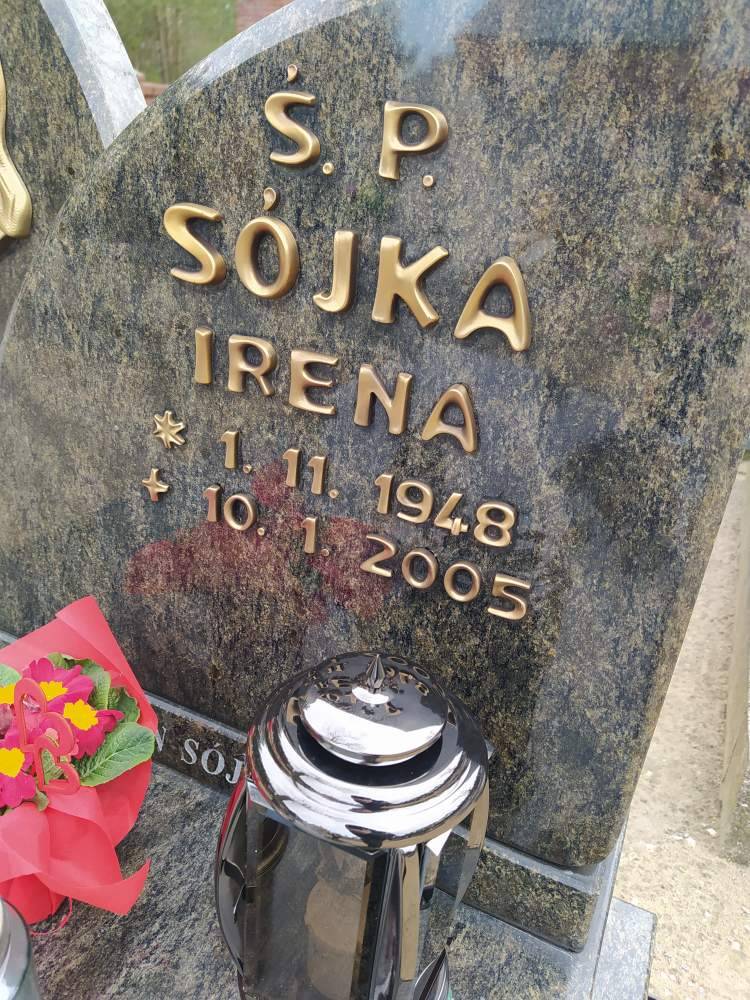 Ś. P.
SÓJKA
IRENA
* 1. 11. 1948
+ 10. 1. 2005